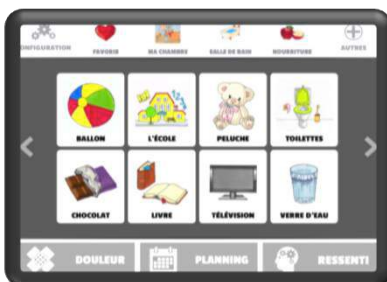 CONFIGURATION FAVORIS MA CHAMBRE SALLE DE BAIN NOURRITURE AUTRES
BALLON L'ÉCOLE PELUCHE TOILETTES
CHOCOLAT LIVRE TÉLÉVISION VERRE D'EAU
DOULEUR PLANNING RESSENTI